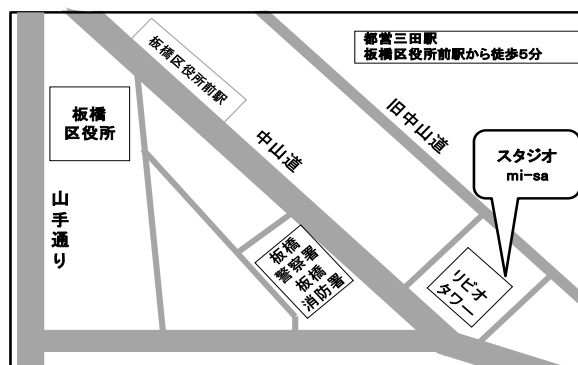 都営三田駅
板橋区役所前駅から徒歩5分
板橋区役所前駅
板橋
区役所
中山道
旧中山道
スタジオ
mi-sa
山手通り
板橋
警察署
板橋
消防署
リビオ
タワー